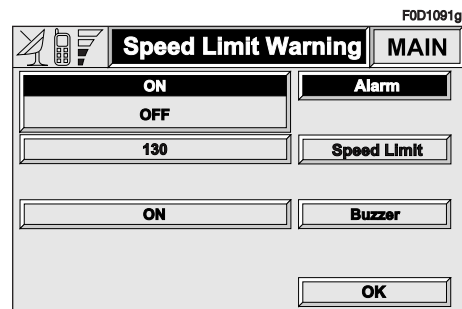 F0D1091g
Speed Limit Warning MAIN
ON Alarm
OFF
130 Speed Limit
ON Buzzer
OK